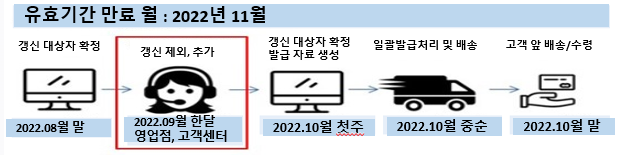 유효기간 만료 월 : 2022년 11월
갱신 대상자 확정
2022.08월 말
갱신 제외, 추가
2022.09월 한달
영업점, 고객센터
갱신 대상자 확정
발급 자료 생성
2022.10월 첫주
일괄발급처리 및 배송
2022.10월 중순
고객 앞 배송/수령
2022.10월 말